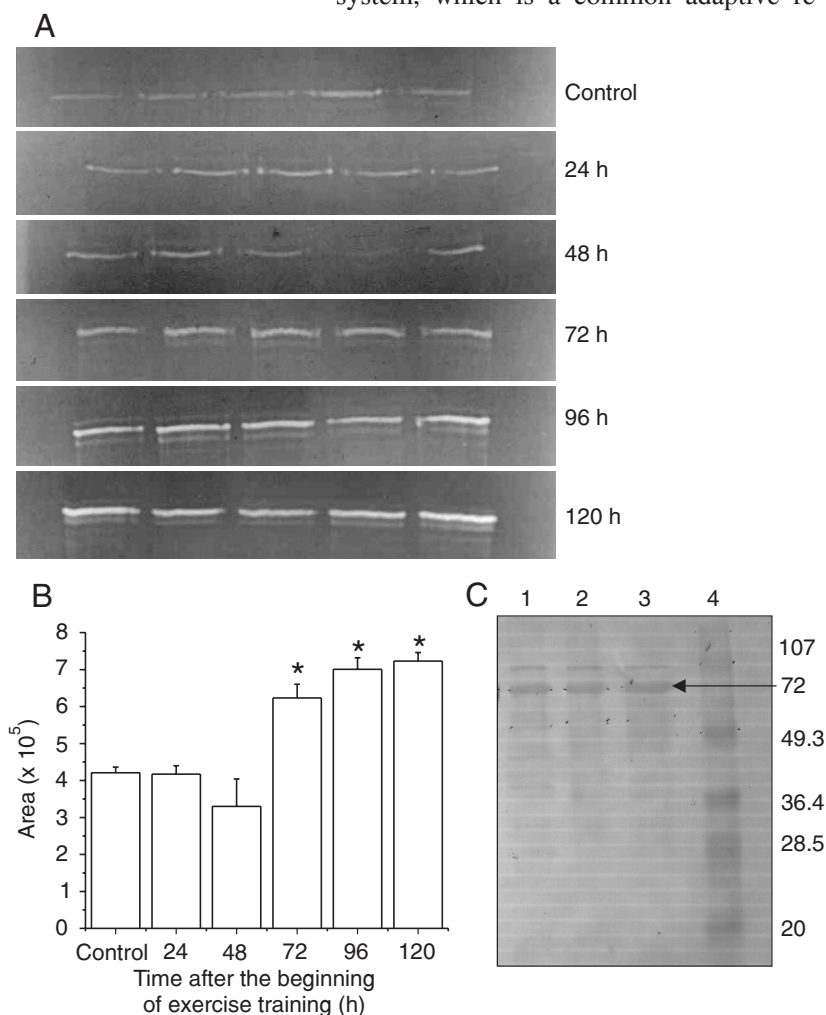 system, which is a common adaptive re
A
Control
24 h
48 h
72 h
96 h
120 h
B
8
7
6
5
4
3
2
1
0
Area (x 10⁵)
* * *
Control 24 48 72 96 120
Time after the beginning
of exercise training (h)
C
1 2 3 4
107
72
49.3
36.4
28.5
20